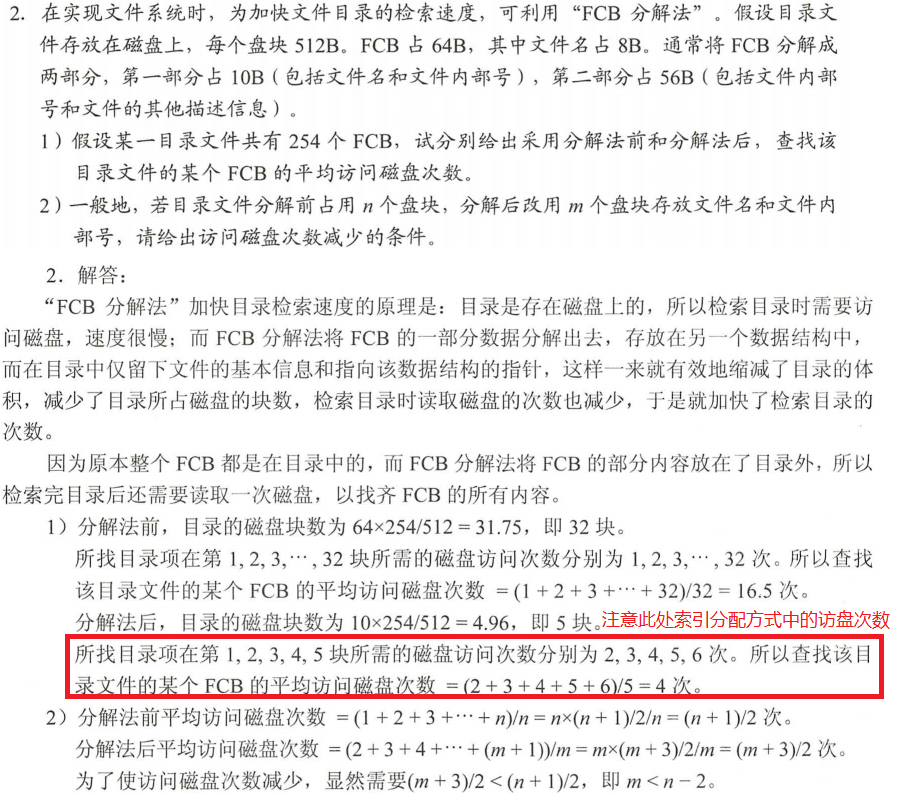 2. 在实现文件系统时，为加快文件目录的检索速度，可利用“FCB 分解法”。假设目录文
件存放在磁盘上，每个盘块 512B。FCB 占 64B，其中文件名占 8B。通常将 FCB 分解成
两部分，第一部分占 10B（包括文件名和文件内部号），第二部分占 56B（包括文件内部
号和文件的其他描述信息）。
1）假设某一目录文件共有 254 个 FCB，试分别给出采用分解法前和分解法后，查找该
目录文件的某个 FCB 的平均访问磁盘次数。
2）一般地，若目录文件分解前占用 n 个盘块，分解后改用 m 个盘块存放文件名和文件内
部号，请给出访问磁盘次数减少的条件。
2．解答：
“FCB 分解法”加快目录检索速度的原理是：目录是存在磁盘上的，所以检索目录时需要访
问磁盘，速度很慢；而 FCB 分解法将 FCB 的一部分数据分解出去，存放在另一个数据结构中，
而在目录中仅留下文件的基本信息和指向该数据结构的指针，这样一来就有效地缩减了目录的体
积，减少了目录所占磁盘的块数，检索目录时读取磁盘的次数也减少，于是就加快了检索目录的
次数。
因为原本整个 FCB 都是在目录中的，而 FCB 分解法将 FCB 的部分内容放在了目录外，所以
检索完目录后还需要读取一次磁盘，以找齐 FCB 的所有内容。
1）分解法前，目录的磁盘块数为 64×254/512 = 31.75，即 32 块。
所找目录项在第 1, 2, 3,…, 32 块所需的磁盘访问次数分别为 1, 2, 3,…, 32 次。所以查找
该目录文件的某个 FCB 的平均访问磁盘次数 = (1 + 2 + 3 +…+ 32)/32 = 16.5 次。
分解法后，目录的磁盘块数为 10×254/512 = 4.96，即 5 块。注意此处索引分配方式中的访盘次数
所找目录项在第 1, 2, 3, 4, 5 块所需的磁盘访问次数分别为 2, 3, 4, 5, 6 次。所以查找该目
录文件的某个 FCB 的平均访问磁盘次数 = (2 + 3 + 4 + 5 + 6)/5 = 4 次。
2）分解法前平均访问磁盘次数 = (1 + 2 + 3 +…+ n)/n = n×(n + 1)/2/n = (n + 1)/2 次。
分解法后平均访问磁盘次数 = (2 + 3 + 4 +…+ (m + 1))/m = m×(m + 3)/2/m = (m + 3)/2 次。
为了使访问磁盘次数减少，显然需要(m + 3)/2 < (n + 1)/2，即 m < n − 2。